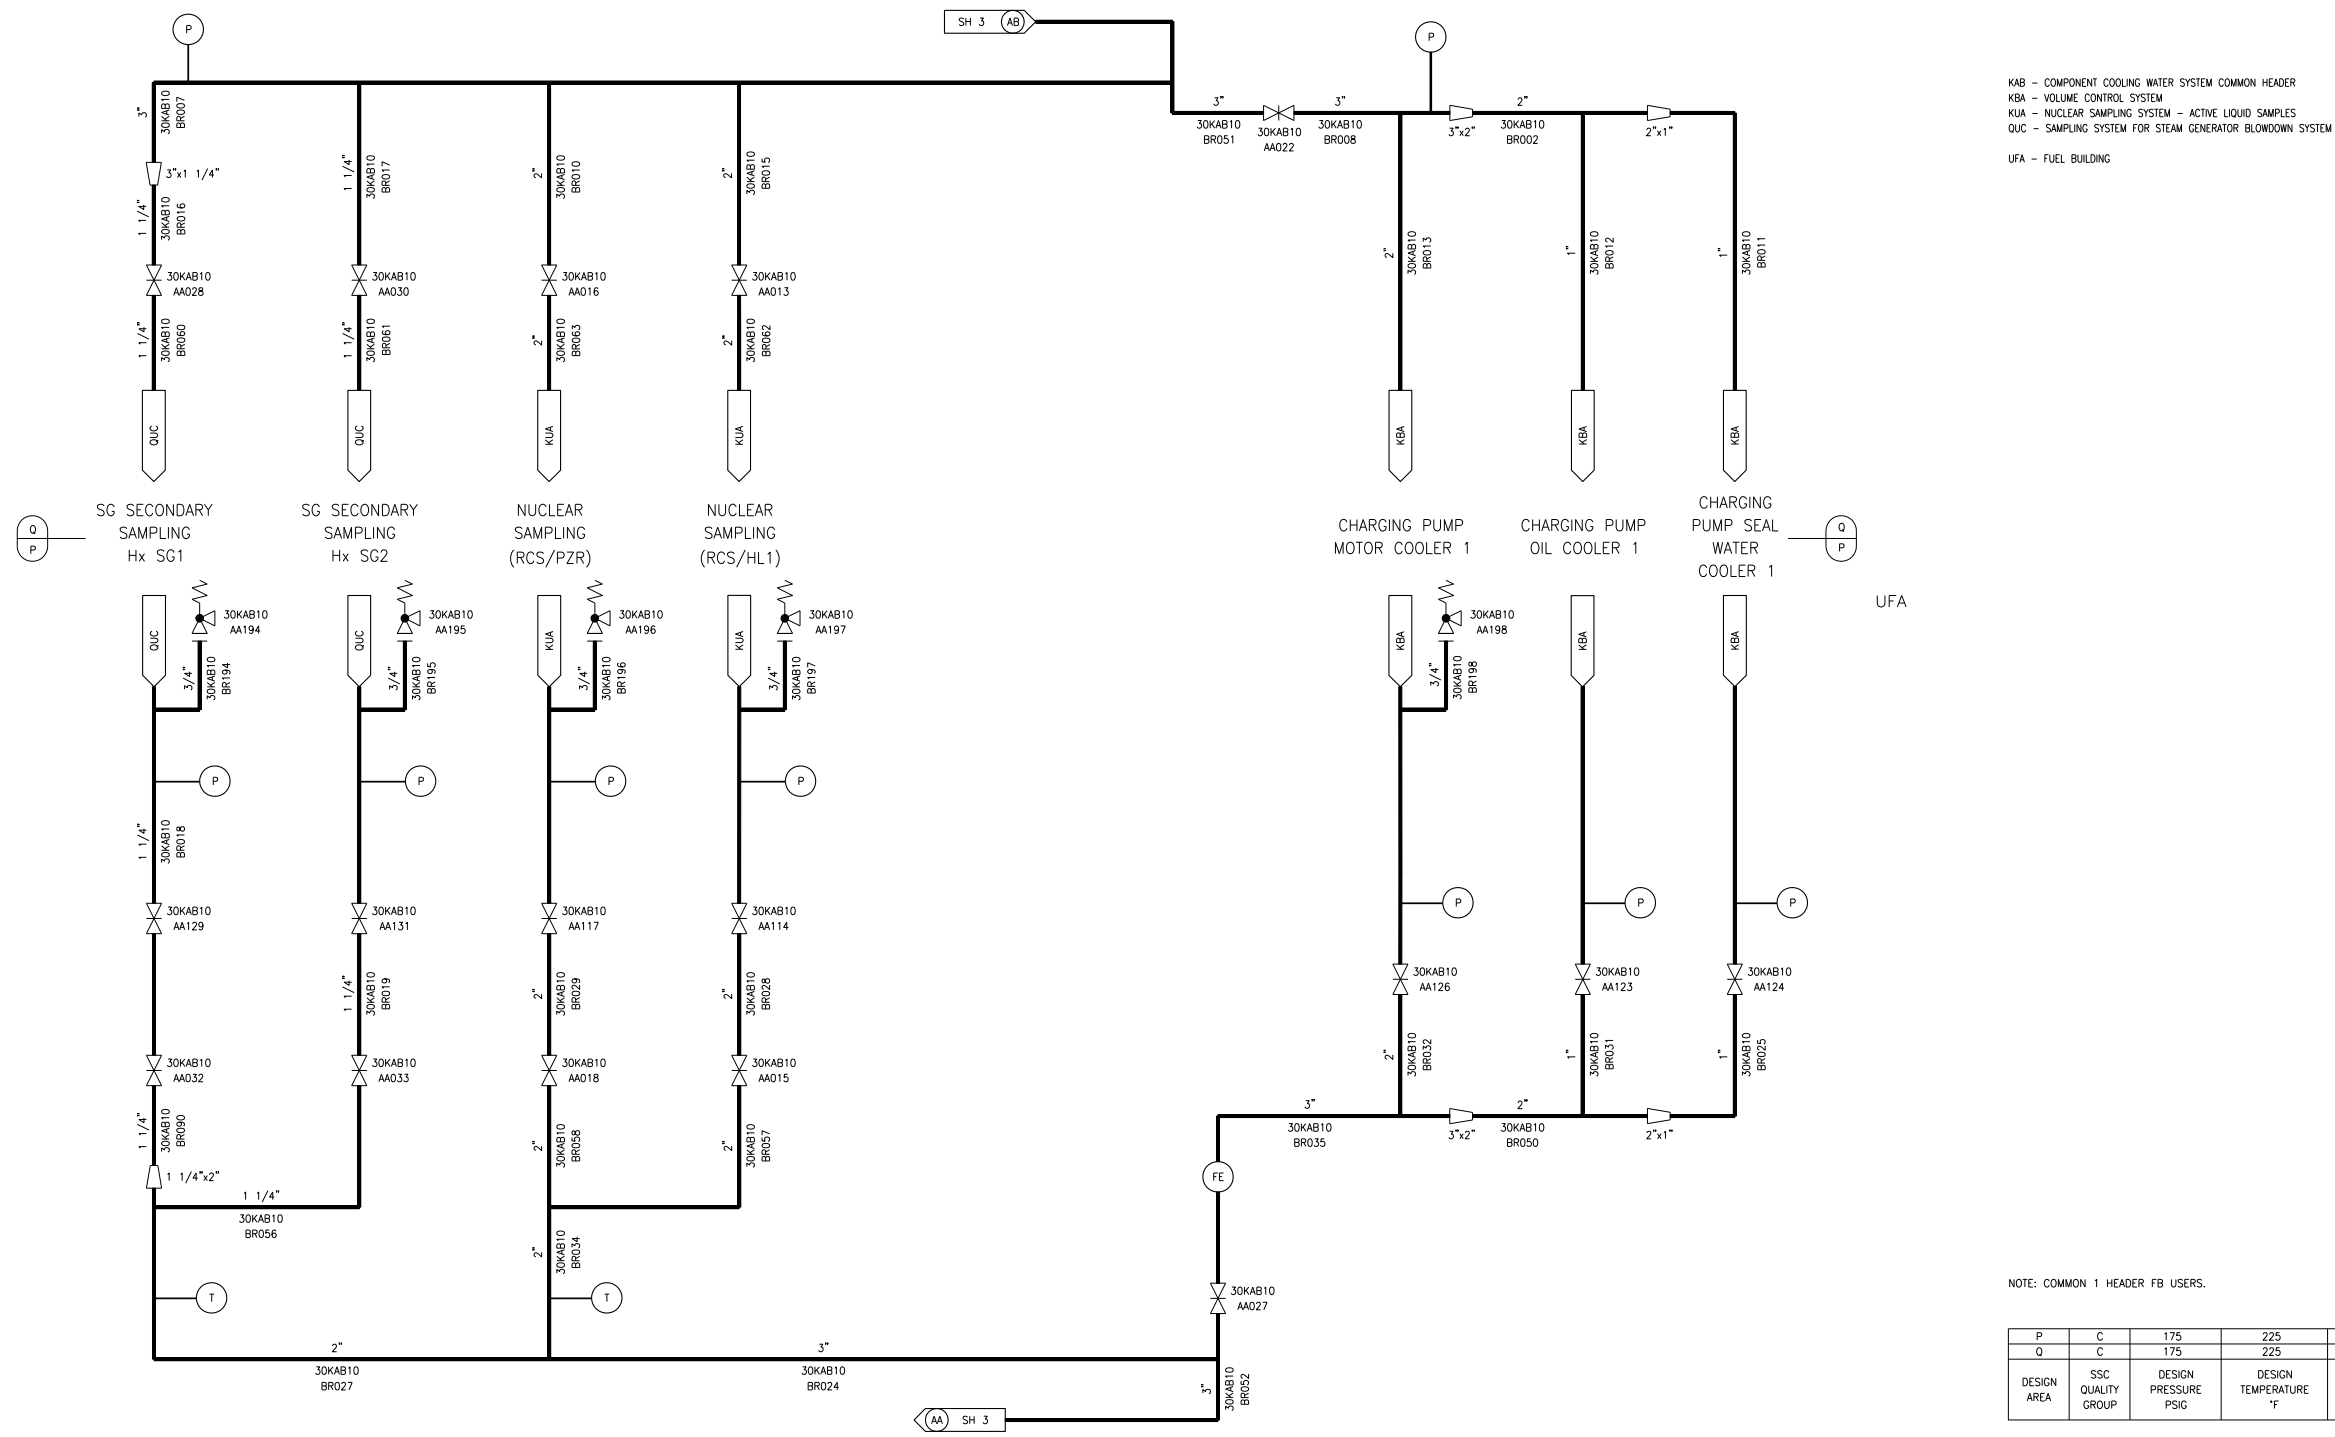 P
SH 3 AB
P
KAB - COMPONENT COOLING WATER SYSTEM COMMON HEADER
KBA - VOLUME CONTROL SYSTEM
KUA - NUCLEAR SAMPLING SYSTEM - ACTIVE LIQUID SAMPLES
QUC - SAMPLING SYSTEM FOR STEAM GENERATOR BLOWDOWN SYSTEM
UFA - FUEL BUILDING
3"
30KAB10
BR007
3"
30KAB10
BR051
30KAB10
AA022
3"
30KAB10
BR008
3"x2"
2"
30KAB10
BR002
2"x1"
3"x1 1/4"
1 1/4"
30KAB10
BR016
1 1/4"
30KAB10
BR017
2"
30KAB10
BR010
2"
30KAB10
BR015
2"
30KAB10
BR013
1"
30KAB10
BR012
1"
30KAB10
BR011
30KAB10
AA028
30KAB10
AA030
30KAB10
AA016
30KAB10
AA013
1 1/4"
30KAB10
BR060
1 1/4"
30KAB10
BR061
2"
30KAB10
BR063
2"
30KAB10
BR062
QUC
QUC
KUA
KUA
KBA
KBA
KBA
Q
P
SG SECONDARY
SAMPLING
Hx SG1
SG SECONDARY
SAMPLING
Hx SG2
NUCLEAR
SAMPLING
(RCS/PZR)
NUCLEAR
SAMPLING
(RCS/HL1)
CHARGING PUMP
MOTOR COOLER 1
CHARGING PUMP
OIL COOLER 1
CHARGING
PUMP SEAL
WATER
COOLER 1
Q
P
UFA
QUC
30KAB10
AA194
3/4"
30KAB10
BR194
QUC
30KAB10
AA195
3/4"
30KAB10
BR195
KUA
30KAB10
AA196
3/4"
30KAB10
BR196
KUA
30KAB10
AA197
3/4"
30KAB10
BR197
KBA
30KAB10
AA198
3/4"
30KAB10
BR198
KBA
KBA
P
P
P
P
1 1/4"
30KAB10
BR018
P
P
P
30KAB10
AA129
30KAB10
AA131
30KAB10
AA117
30KAB10
AA114
30KAB10
AA126
30KAB10
AA123
30KAB10
AA124
1 1/4"
30KAB10
BR019
2"
30KAB10
BR029
2"
30KAB10
BR028
30KAB10
AA032
30KAB10
AA033
30KAB10
AA018
30KAB10
AA015
2"
30KAB10
BR032
1"
30KAB10
BR031
1"
30KAB10
BR025
1 1/4"
30KAB10
BR090
2"
30KAB10
BR058
2"
30KAB10
BR057
3"
30KAB10
BR035
3"x2"
2"
30KAB10
BR050
2"x1"
1 1/4"x2"
FE
1 1/4"
30KAB10
BR056
2"
30KAB10
BR034
T
T
30KAB10
AA027
NOTE: COMMON 1 HEADER FB USERS.
2"
30KAB10
BR027
3"
30KAB10
BR024
3"
30KAB10
BR052
AA SH 3
P C 175 225
Q C 175 225
DESIGN
AREA
SSC
QUALITY
GROUP
DESIGN
PRESSURE
PSIG
DESIGN
TEMPERATURE
°F